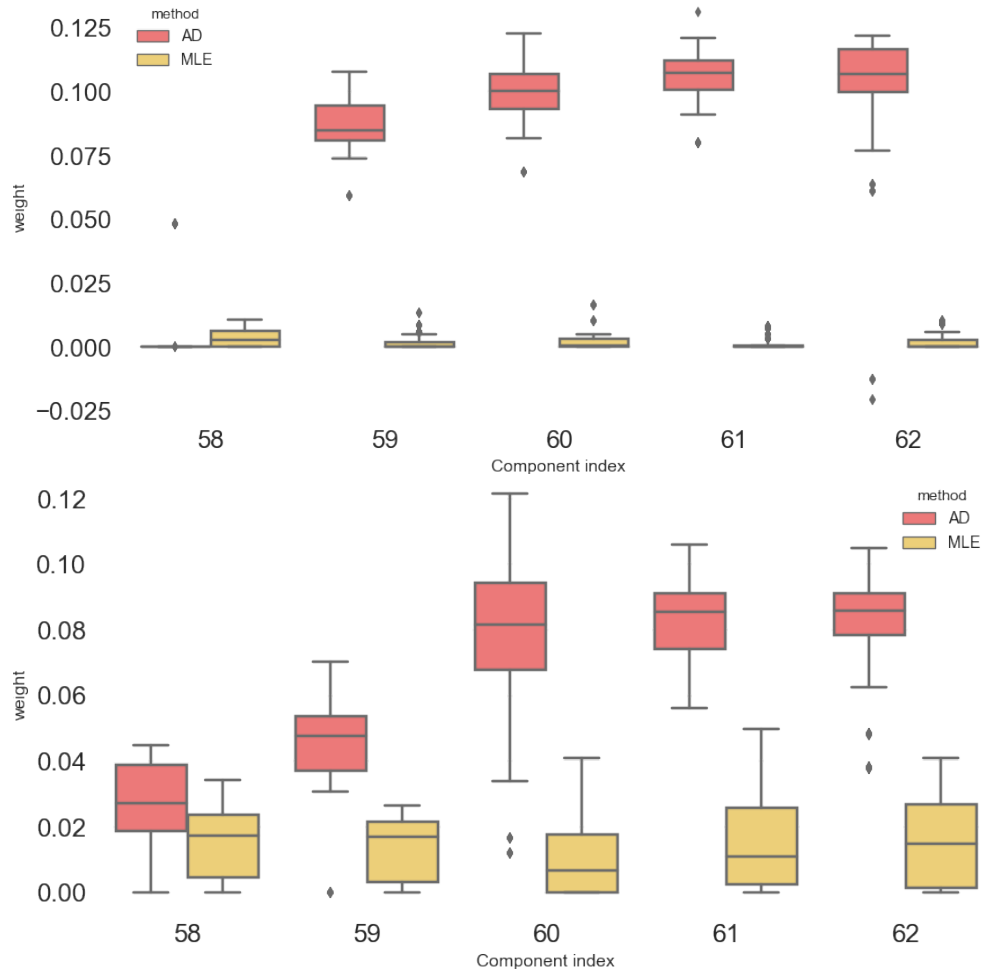 method
AD
MLE
0.125
0.100
0.075
0.050
0.025
0.000
−0.025
weight
58 59 60 61 62
Component index
method
AD
MLE
0.12
0.10
0.08
0.06
0.04
0.02
0.00
weight
58 59 60 61 62
Component index